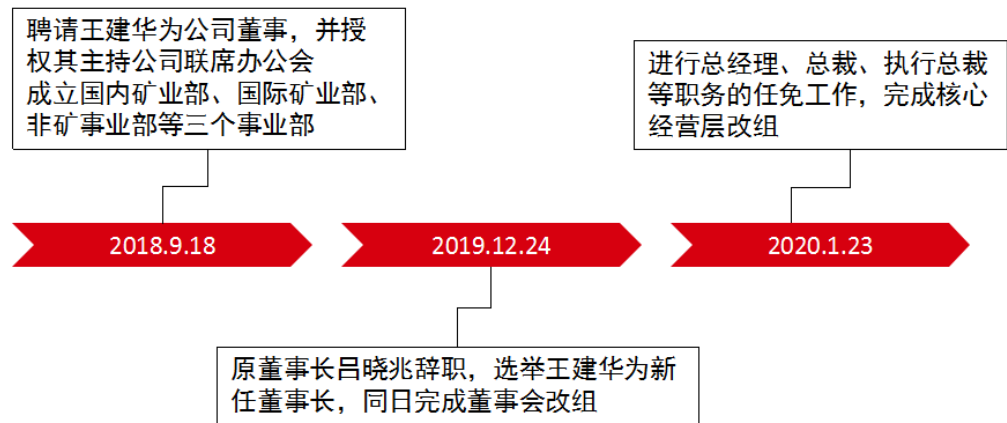 聘请王建华为公司董事，并授
权其主持公司联席办公会
成立国内矿业部、国际矿业部、
非矿事业部等三个事业部
进行总经理、总裁、执行总裁
等职务的任免工作，完成核心
经营层改组
2018.9.18
2019.12.24
2020.1.23
原董事长吕晓兆辞职，选举王建华为新
任董事长，同日完成董事会改组